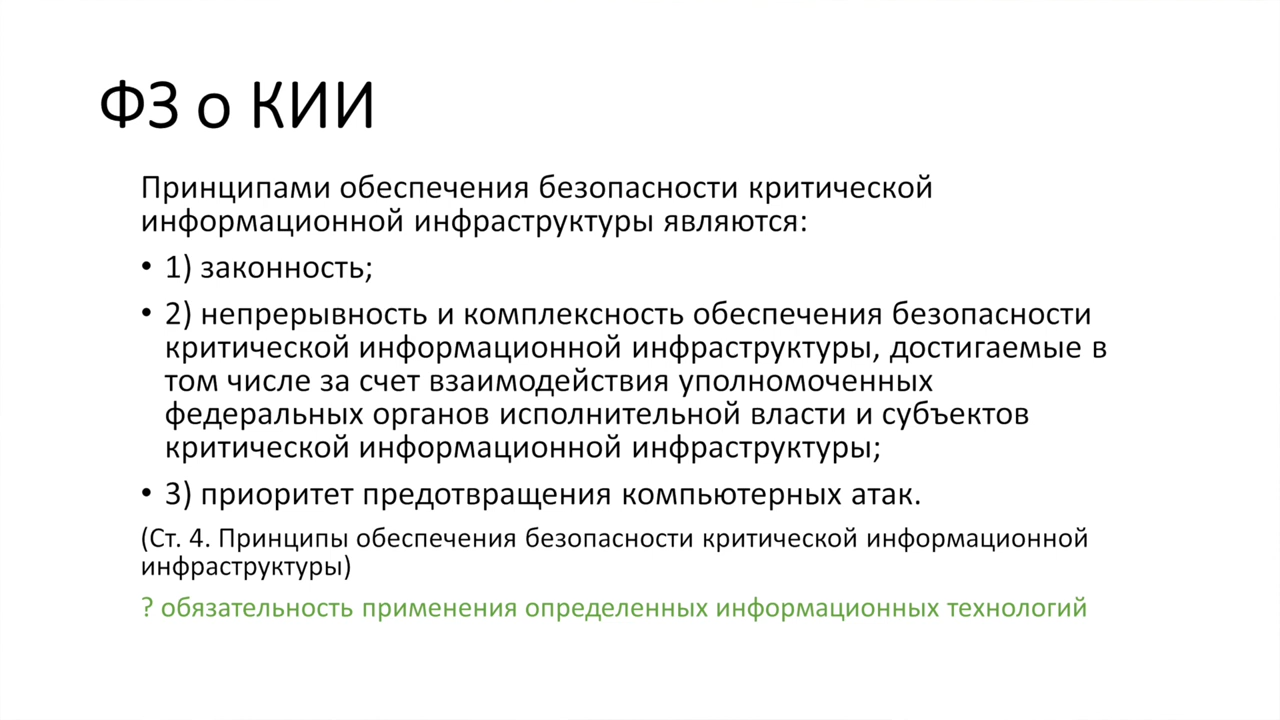 ФЗ о КИИ
Принципами обеспечения безопасности критической
информационной инфраструктуры являются:
• 1) законность;
• 2) непрерывность и комплексность обеспечения безопасности
критической информационной инфраструктуры, достигаемые в
том числе за счет взаимодействия уполномоченных
федеральных органов исполнительной власти и субъектов
критической информационной инфраструктуры;
• 3) приоритет предотвращения компьютерных атак.
(Ст. 4. Принципы обеспечения безопасности критической информационной
инфраструктуры)
? обязательность применения определенных информационных технологий